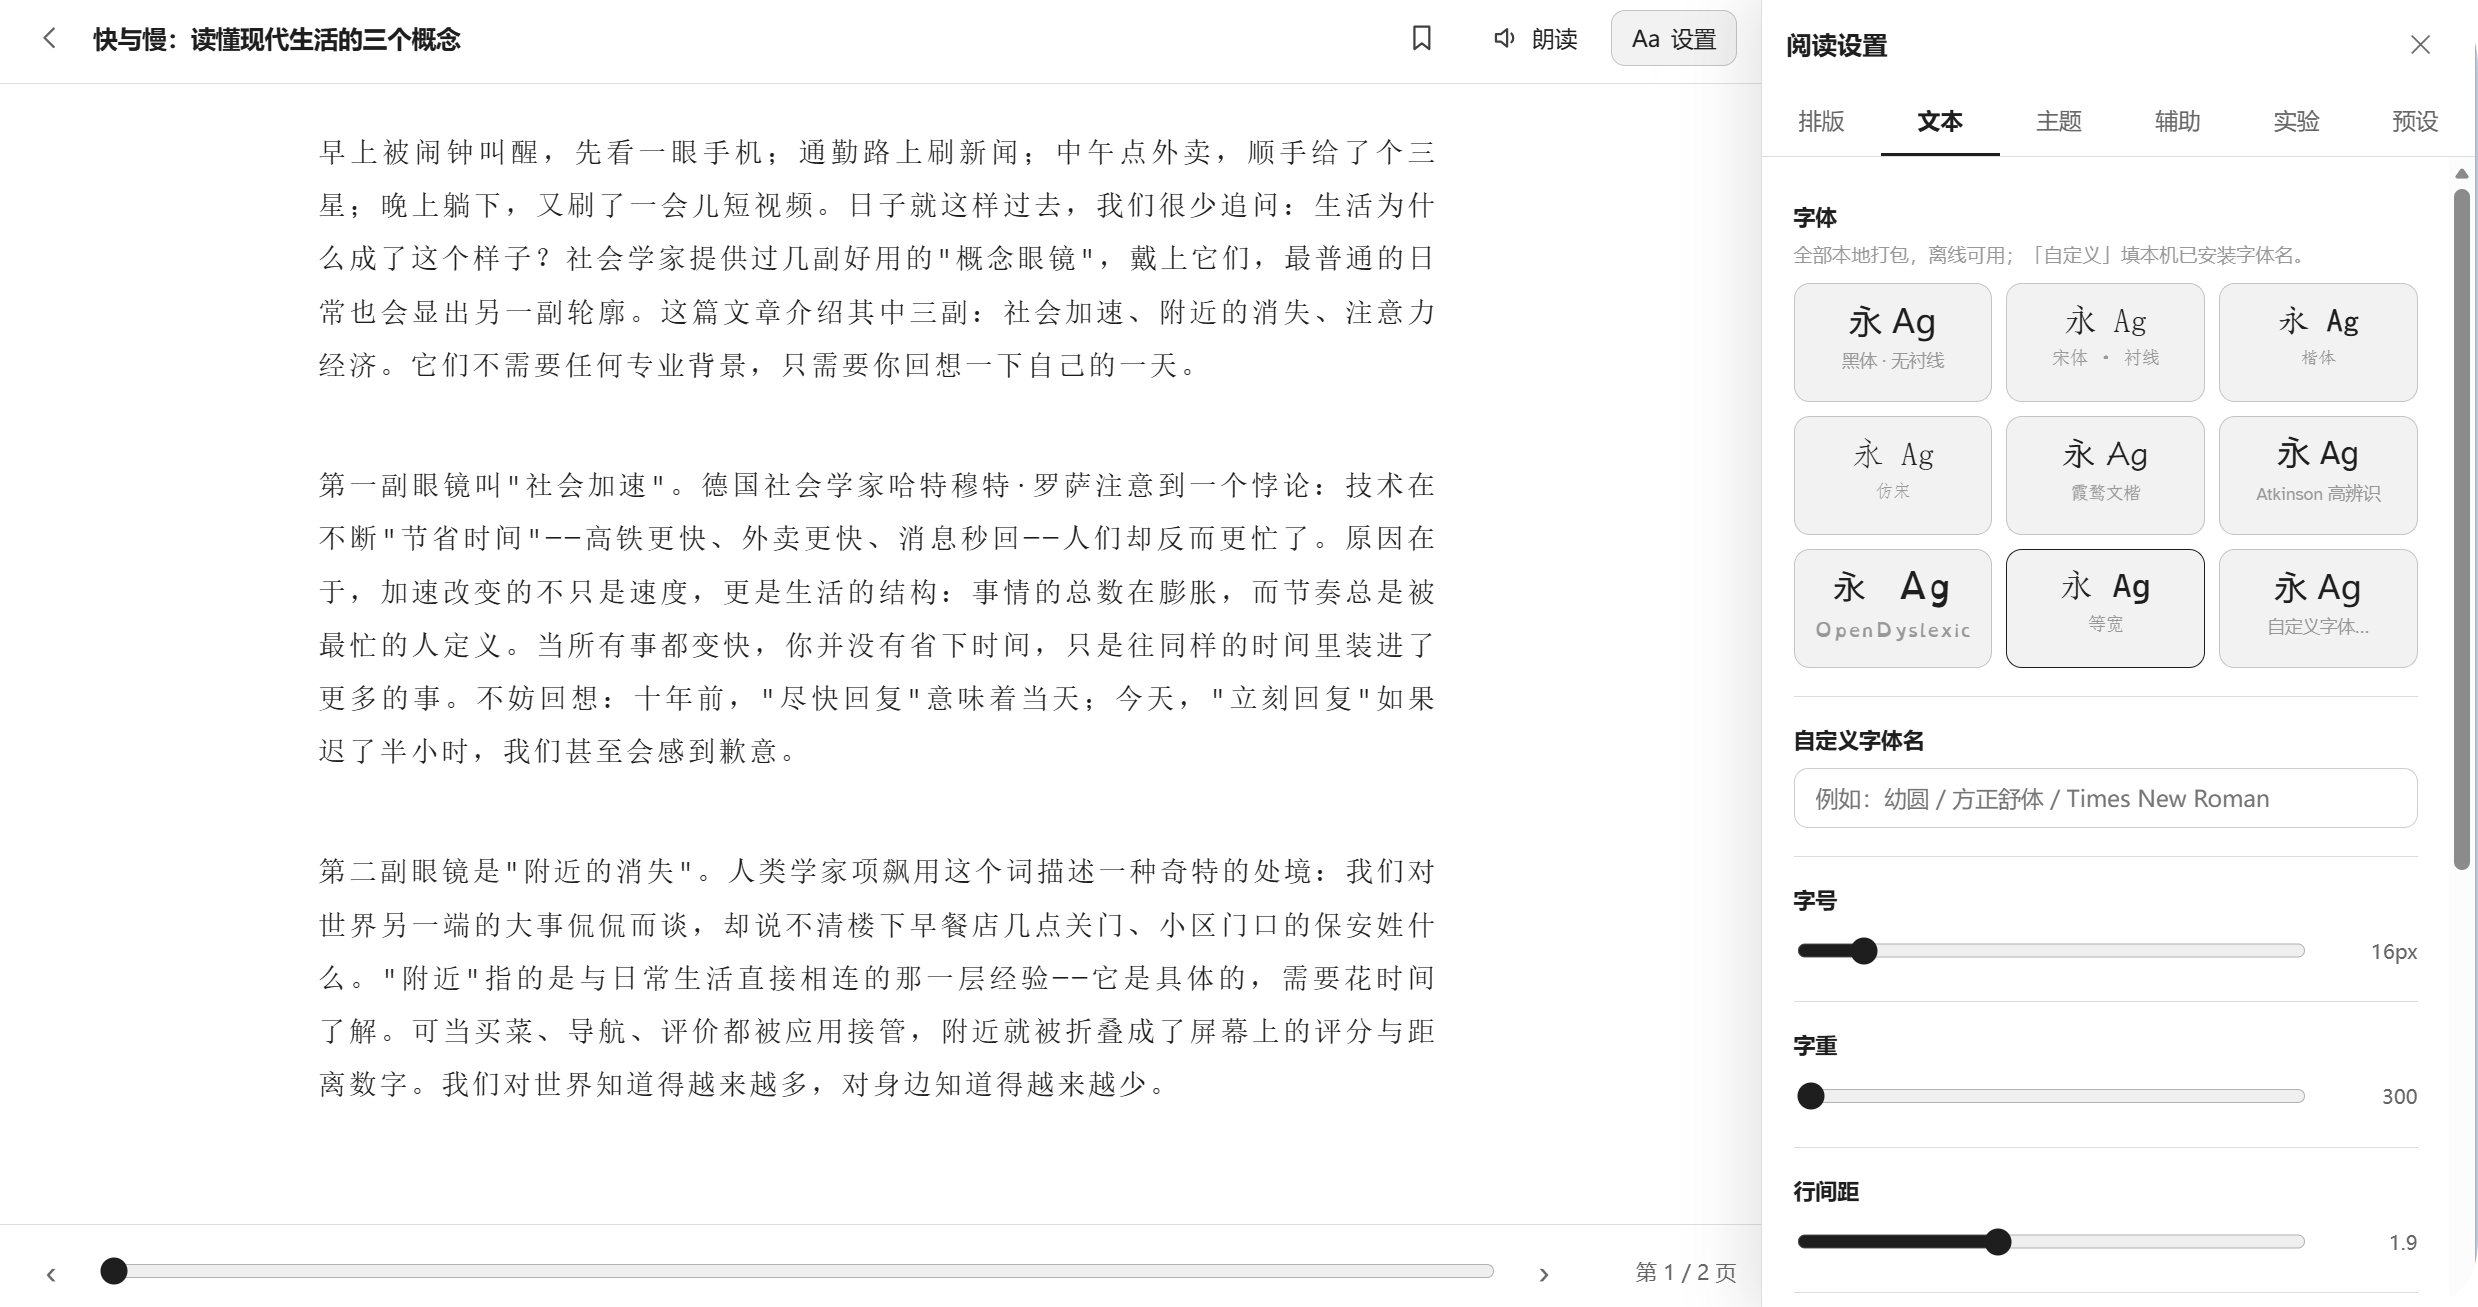 快与慢：读懂现代生活的三个概念
朗读
Aa 设置
早上被闹钟叫醒，先看一眼手机；通勤路上刷新闻；中午点外卖，顺手给了个三
星；晚上躺下，又刷了一会儿短视频。日子就这样过去，我们很少追问：生活为什
么成了这个样子？社会学家提供过几副好用的"概念眼镜"，戴上它们，最普通的日
常也会显出另一副轮廓。这篇文章介绍其中三副：社会加速、附近的消失、注意力
经济。它们不需要任何专业背景，只需要你回想一下自己的一天。
第一副眼镜叫"社会加速"。德国社会学家哈特穆特·罗萨注意到一个悖论：技术在
不断"节省时间"——高铁更快、外卖更快、消息秒回——人们却反而更忙了。原因在
于，加速改变的不只是速度，更是生活的结构：事情的总数在膨胀，而节奏总是被
最忙的人定义。当所有事都变快，你并没有省下时间，只是往同样的时间里装进了
更多的事。不妨回想：十年前，"尽快回复"意味着当天；今天，"立刻回复"如果
迟了半小时，我们甚至会感到歉意。
第二副眼镜是"附近的消失"。人类学家项飙用这个词描述一种奇特的处境：我们对
世界另一端的大事侃侃而谈，却说不清楼下早餐店几点关门、小区门口的保安姓什
么。"附近"指的是与日常生活直接相连的那一层经验——它是具体的，需要花时间
了解。可当买菜、导航、评价都被应用接管，附近就被折叠成了屏幕上的评分与距
离数字。我们对世界知道得越来越多，对身边知道得越来越少。
‹
›
第 1 / 2 页
阅读设置
排版
文本
主题
辅助
实验
预设
字体
全部本地打包，离线可用；「自定义」填本机已安装字体名。
永 Ag
黑体 · 无衬线
永 Ag
宋体 · 衬线
永 Ag
楷体
永 Ag
仿宋
永 Ag
霞鹜文楷
永 Ag
Atkinson 高辨识
永 Ag
OpenDyslexic
永 Ag
等宽
永 Ag
自定义字体...
自定义字体名
例如：幼圆 / 方正舒体 / Times New Roman
字号
16px
字重
300
行间距
1.9